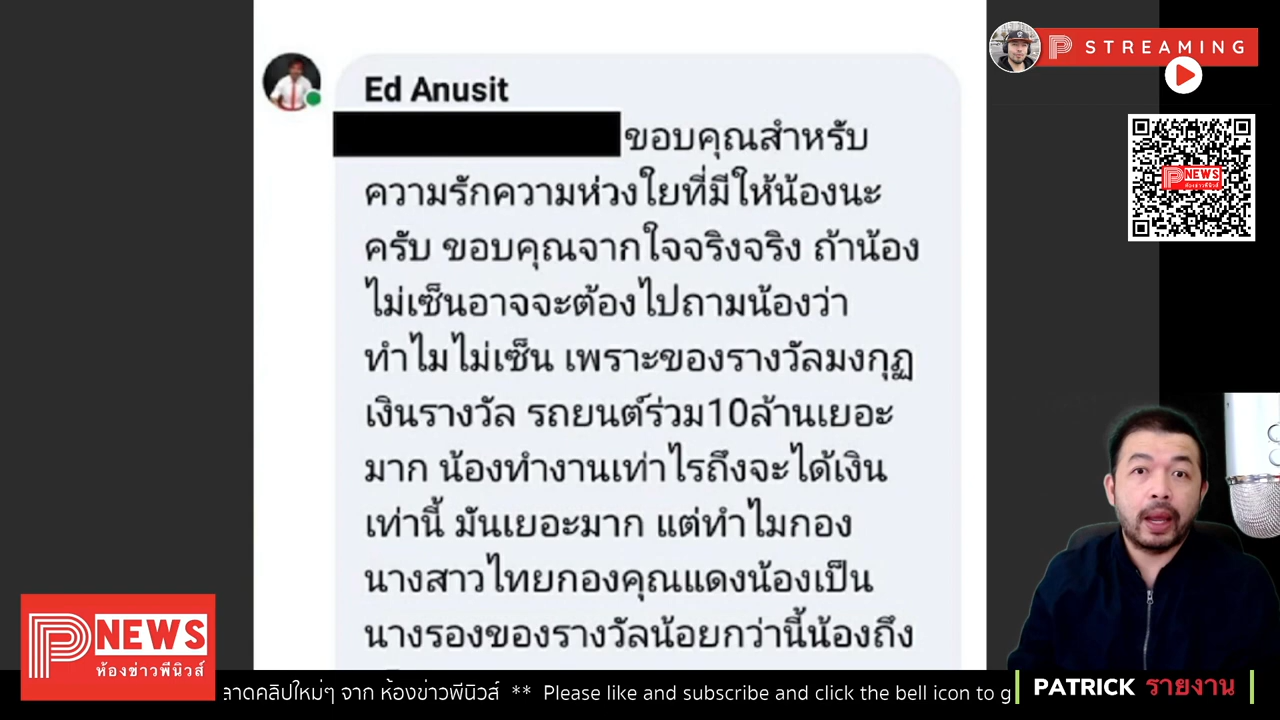 Ed Anusit
ขอบคุณสำหรับ
ความรักความห่วงใยที่มีให้น้องนะ
ครับ ขอบคุณจากใจจริงจริง ถ้าน้อง
ไม่เซ็นอาจจะต้องไปถามน้องว่า
ทำไมไม่เซ็น เพราะของรางวัลมงกุฏ
เงินรางวัล รถยนต์ร่วม10ล้านเยอะ
มาก น้องทำงานเท่าไรถึงจะได้เงิน
เท่านี้ มันเยอะมาก แต่ทำไมกอง
นางสาวไทยกองคุณแดงน้องเป็น
นางรองของรางวัลน้อยกว่านี้น้องถึง
P STREAMING
P NEWS
ห้องข่าวพีนิวส์
P NEWS
ห้องข่าวพีนิวส์
ลาดคลิปใหม่ๆ จาก ห้องข่าวพีนิวส์ ** Please like and subscribe and click the bell icon to g
PATRICK รายงาน